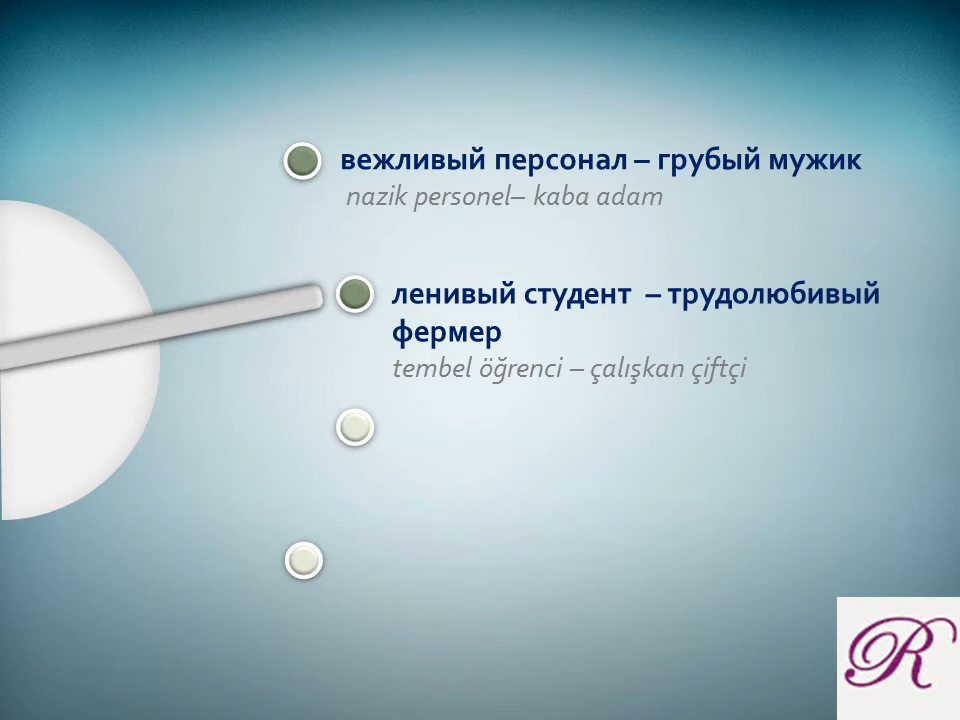 вежливый персонал – грубый мужик
nazik personel– kaba adam
ленивый студент – трудолюбивый
фермер
tembel öğrenci – çalışkan çiftçi
R